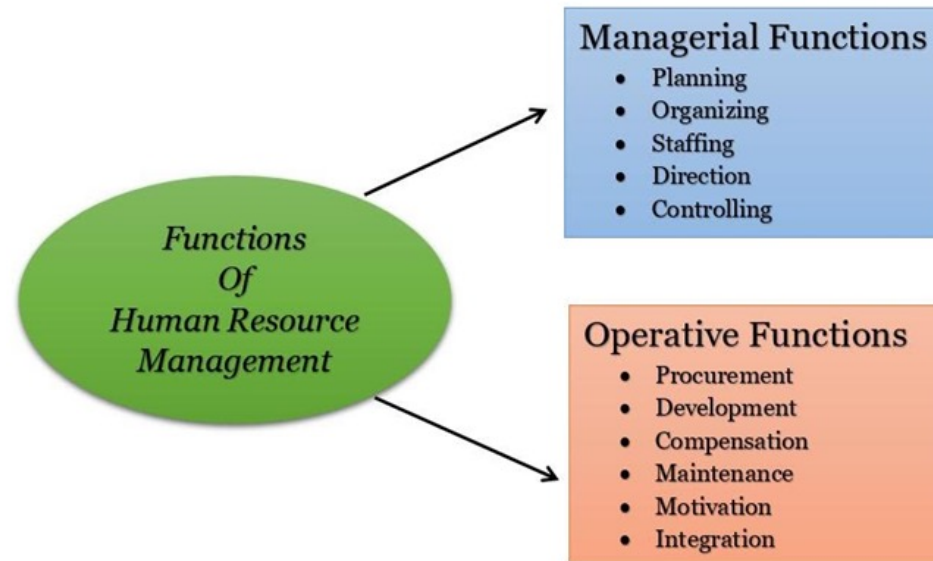 Functions
Of
Human Resource
Management
Managerial Functions
• Planning
• Organizing
• Staffing
• Direction
• Controlling
Operative Functions
• Procurement
• Development
• Compensation
• Maintenance
• Motivation
• Integration